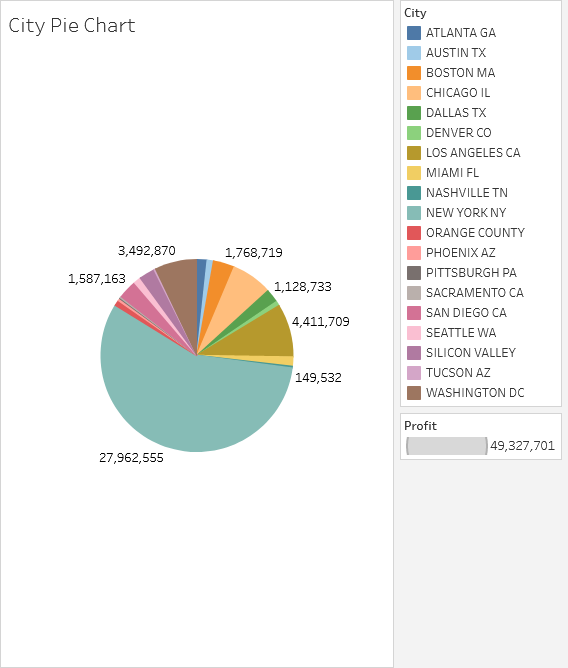 City Pie Chart
3,492,870
1,768,719
1,587,163
1,128,733
4,411,709
149,532
27,962,555
City
ATLANTA GA
AUSTIN TX
BOSTON MA
CHICAGO IL
DALLAS TX
DENVER CO
LOS ANGELES CA
MIAMI FL
NASHVILLE TN
NEW YORK NY
ORANGE COUNTY
PHOENIX AZ
PITTSBURGH PA
SACRAMENTO CA
SAN DIEGO CA
SEATTLE WA
SILICON VALLEY
TUCSON AZ
WASHINGTON DC
Profit
49,327,701